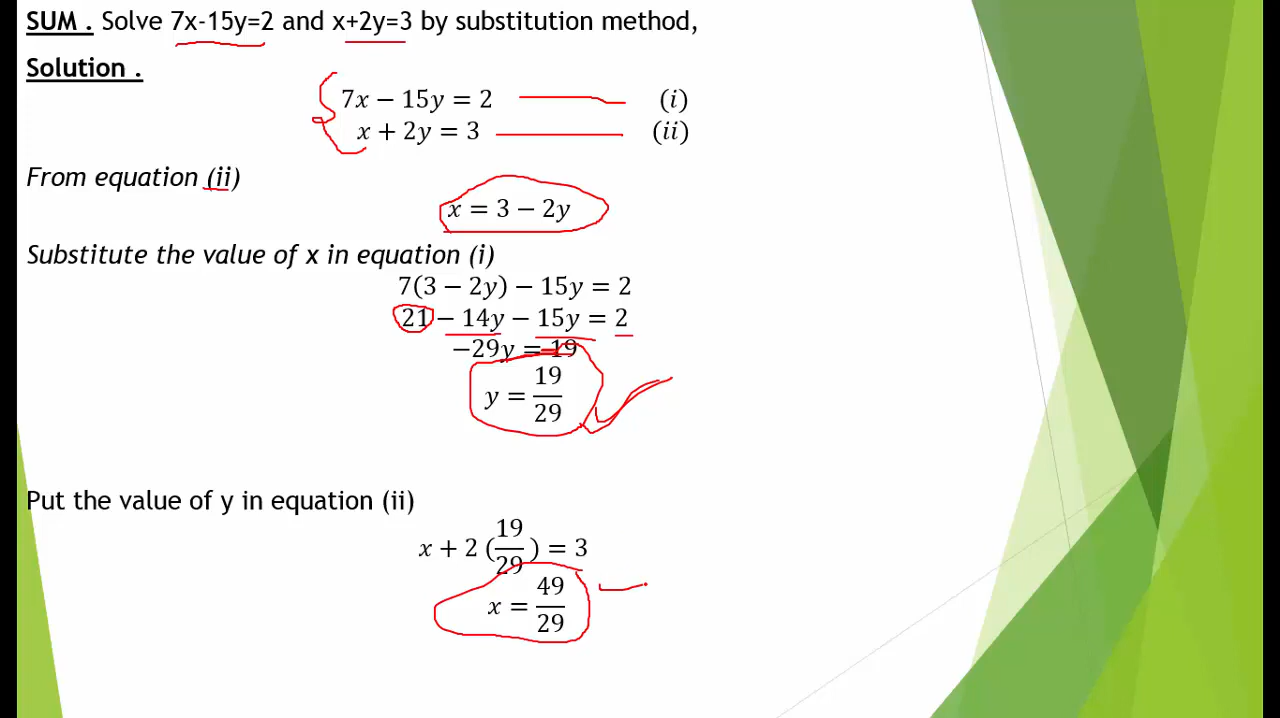 SUM . Solve 7x-15y=2 and x+2y=3 by substitution method,
Solution .
7x − 15y = 2 (i)
x + 2y = 3 (ii)
From equation (ii)
x = 3 − 2y
Substitute the value of x in equation (i)
7(3 − 2y) − 15y = 2
21 − 14y − 15y = 2
−29y = −19
y = 19/29
Put the value of y in equation (ii)
x + 2 (19/29) = 3
x = 49/29